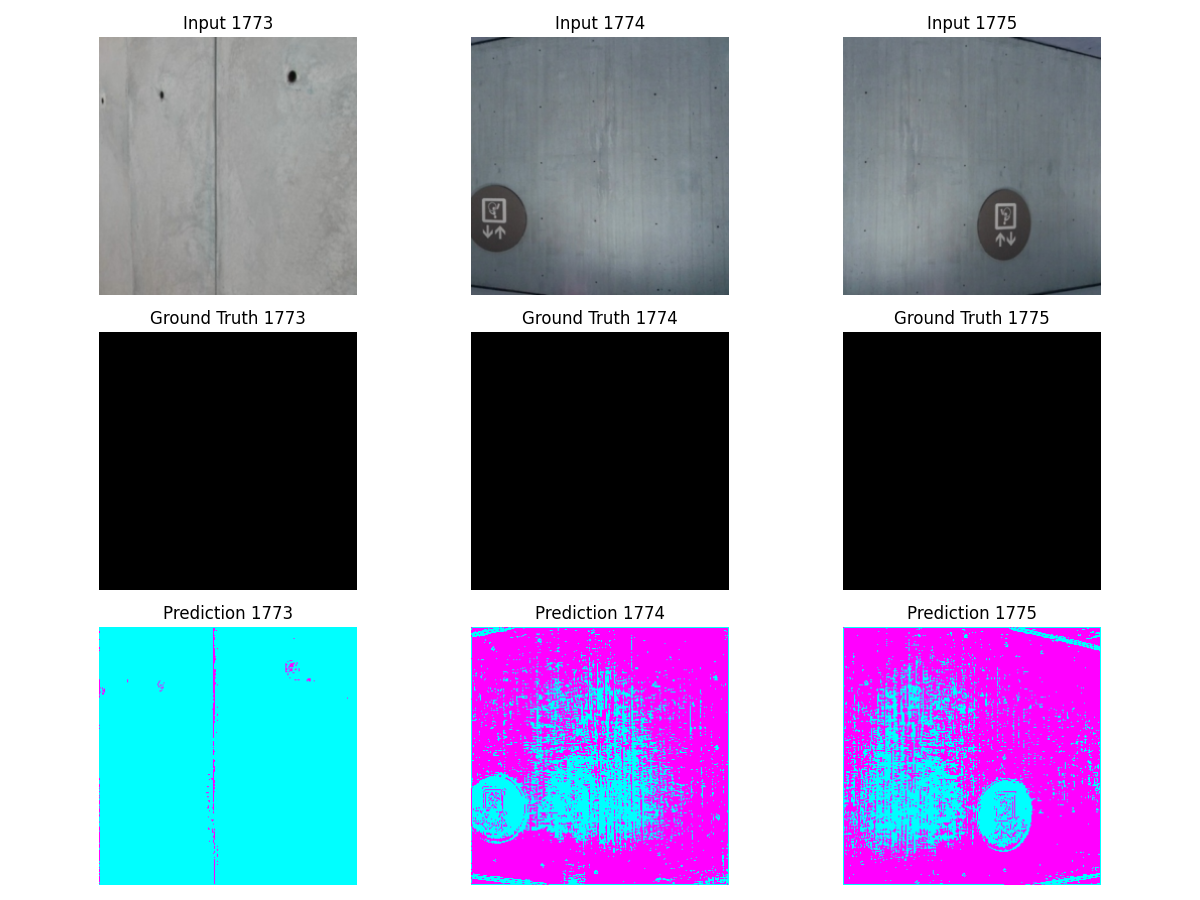 Input 1773
Input 1774
Input 1775
Ground Truth 1773
Ground Truth 1774
Ground Truth 1775
Prediction 1773
Prediction 1774
Prediction 1775